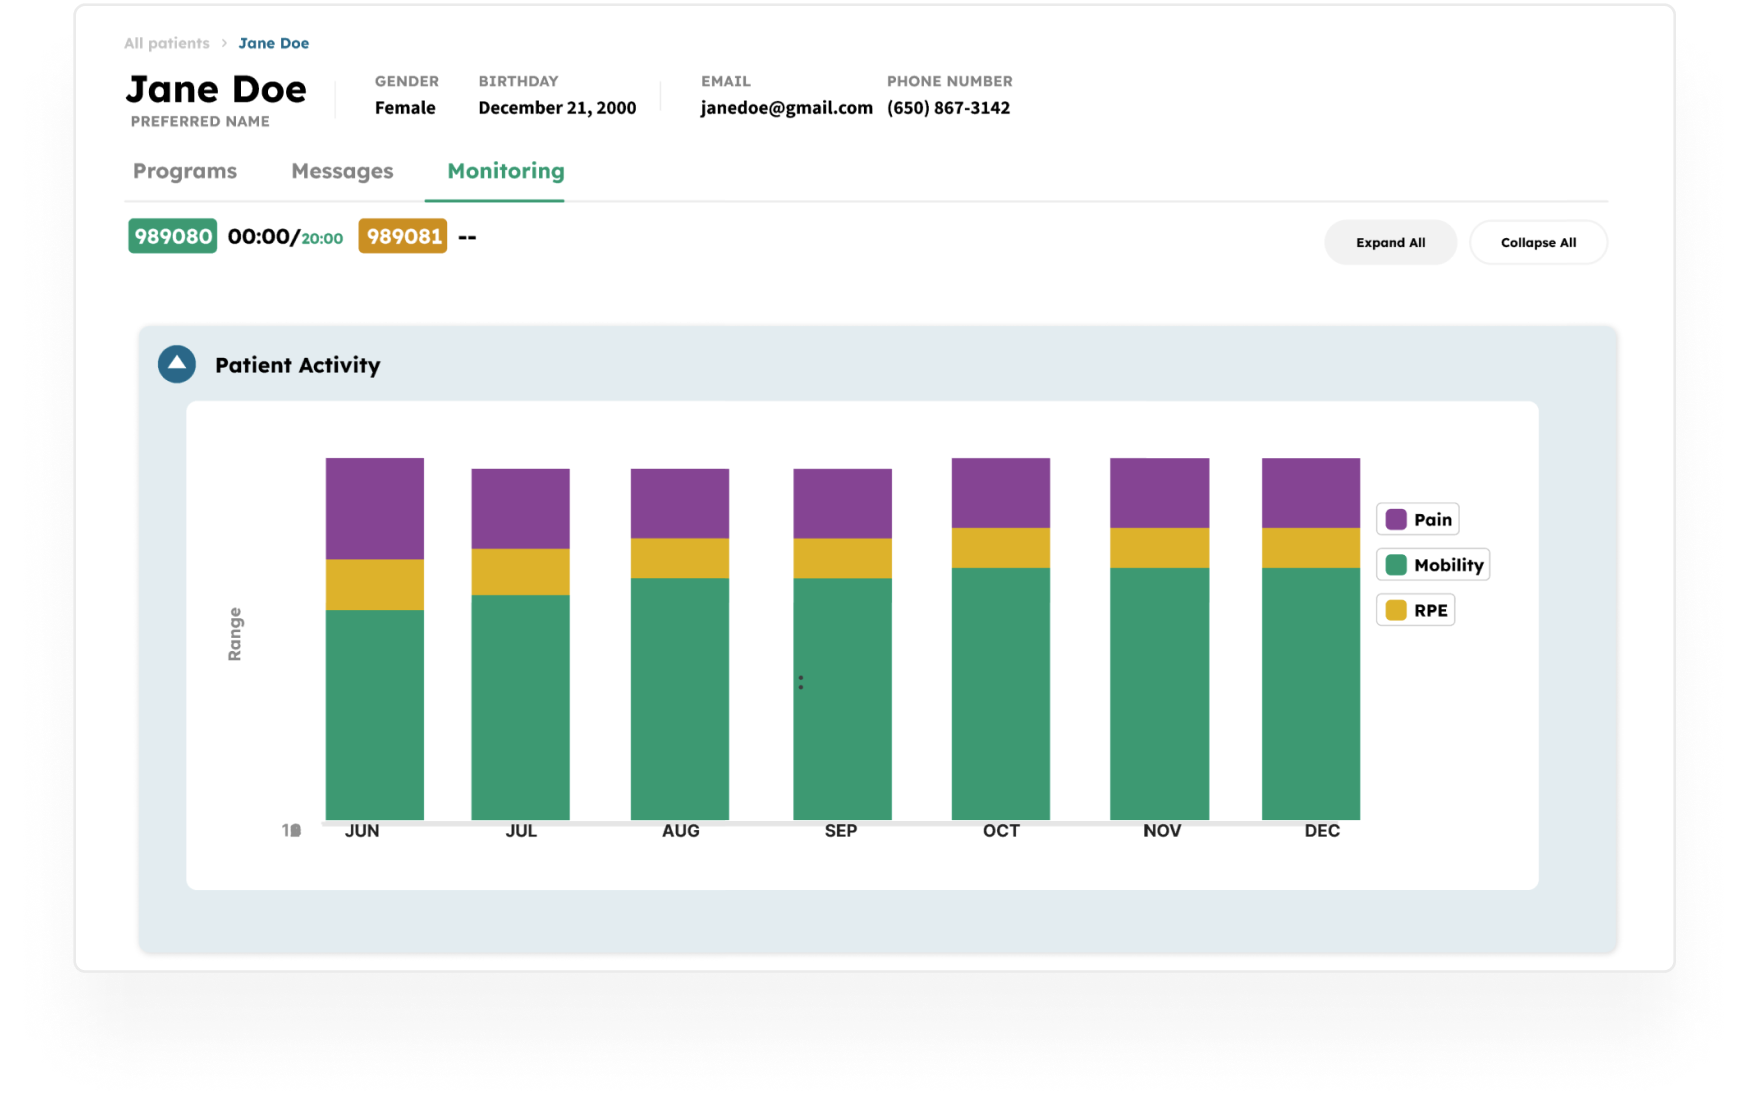 All patients > Jane Doe
Jane Doe
PREFERRED NAME
GENDER
Female
BIRTHDAY
December 21, 2000
EMAIL
janedoe@gmail.com
PHONE NUMBER
(650) 867-3142
Programs Messages Monitoring
989080 00:00/20:00 989081 --
Expand All Collapse All
Patient Activity
Range
Pain
Mobility
RPE
JUN JUL AUG SEP OCT NOV DEC